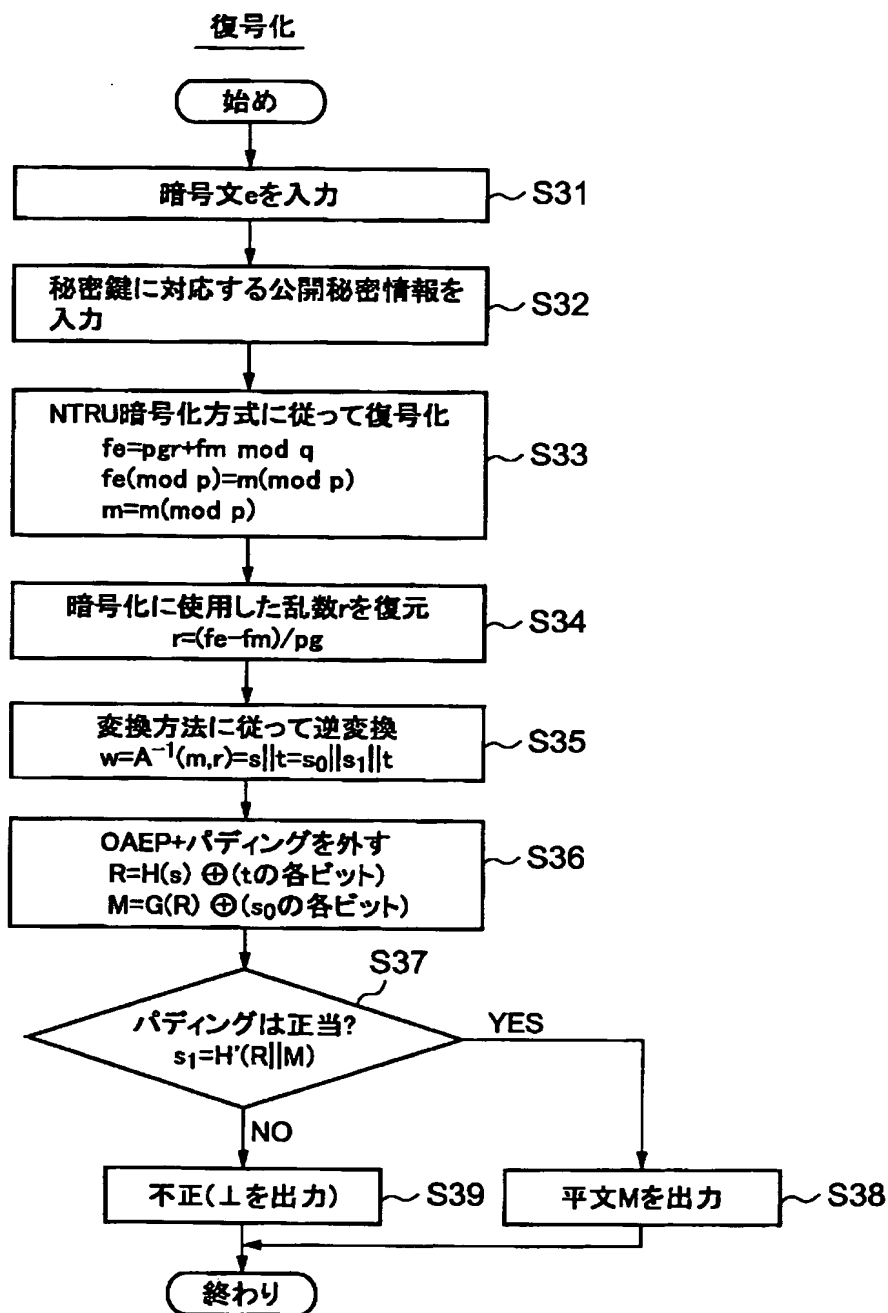 復号化
始め
暗号文eを入力
S31
秘密鍵に対応する公開秘密情報を
入力
S32
NTRU暗号化方式に従って復号化
fe=pgr+fm mod q
fe(mod p)=m(mod p)
m=m(mod p)
S33
暗号化に使用した乱数rを復元
r=(fe-fm)/pg
S34
変換方法に従って逆変換
w=A⁻¹(m,r)=s||t=s₀||s₁||t
S35
OAEP+パディングを外す
R=H(s) ⊕(tの各ビット)
M=G(R) ⊕(s₀の各ビット)
S36
S37
パディングは正当?
s₁=H'(R||M)
YES
NO
不正(⊥を出力)
S39
平文Mを出力
S38
終わり